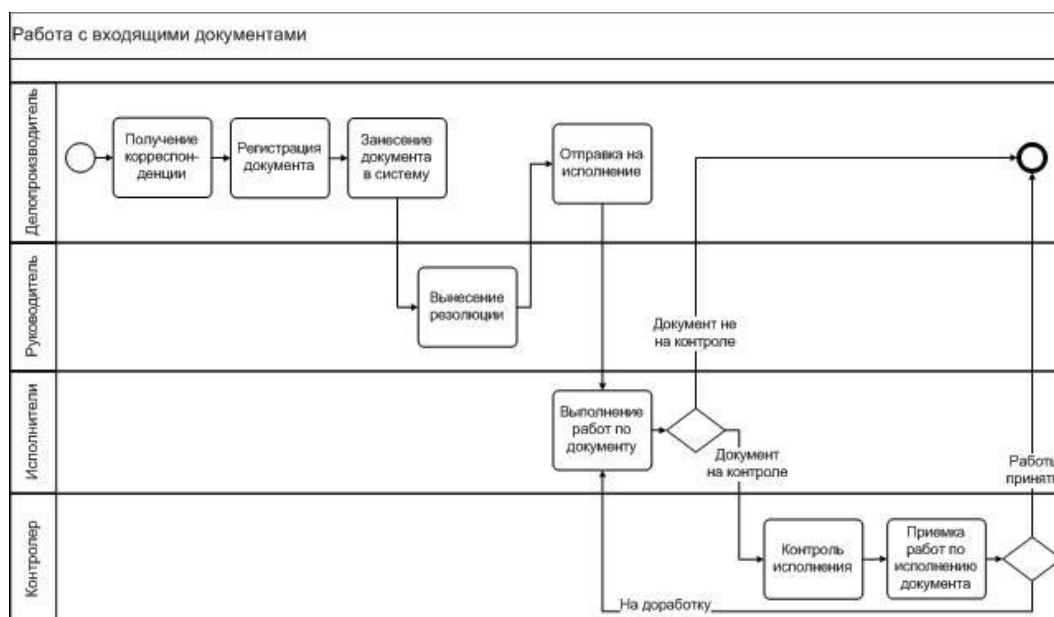 Работа с входящими документами
Делопроизводитель
Получение
корреспон-
денции
Регистрация
документа
Занесение
документа
в систему
Отправка на
исполнение
Руководитель
Вынесение
резолюции
Документ не
на контроле
Исполнители
Выполнение
работ по
документу
Документ
на контроле
Работы
приняты
Контролер
Контроль
исполнения
Приемка
работ по
исполнению
документа
На доработку